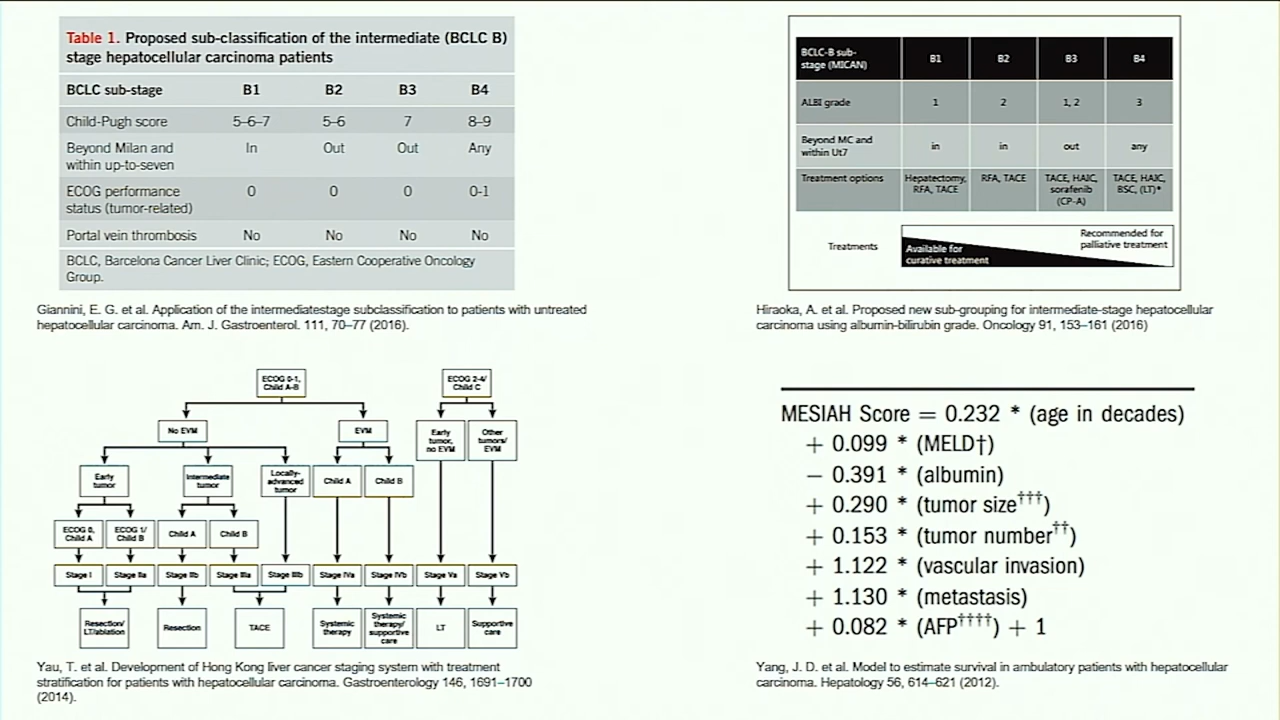 Table 1. Proposed sub-classification of the intermediate (BCLC B)
stage hepatocellular carcinoma patients
BCLC sub-stage B1 B2 B3 B4
Child-Pugh score 5–6–7 5–6 7 8–9
Beyond Milan and In Out Out Any
within up-to-seven
ECOG performance 0 0 0 0-1
status (tumor-related)
Portal vein thrombosis No No No No
BCLC, Barcelona Cancer Liver Clinic; ECOG, Eastern Cooperative Oncology
Group.
Giannini, E. G. et al. Application of the intermediatestage subclassification to patients with untreated
hepatocellular carcinoma. Am. J. Gastroenterol. 111, 70–77 (2016).
BCLC-B sub-
stage (MICAN) B1 B2 B3 B4
ALBI grade 1 2 1, 2 3
Beyond MC and
within Ut7 in in out any
Treatment options Hepatectomy, RFA, TACE TACE, HAIC, TACE, HAIC,
RFA, TACE sorafenib BSC, (LT)*
(CP-A)
Treatments
Available for
curative treatment
Recommended for
palliative treatment
Hiraoka, A. et al. Proposed new sub-grouping for intermediate-stage hepatocellular
carcinoma using albumin-bilirubin grade. Oncology 91, 153–161 (2016)
ECOG 0-1, ECOG 2-4/
Child A-B Child C
No EVM EVM
Early Other
tumor, tumors/
no EVM EVM
Early Intermediate Locally- Child A Child B
tumor tumor advanced
tumor
ECOG 0, ECOG 1/ Child A Child B
Child A Child B
Stage I Stage IIa Stage IIb Stage IIIa Stage IIIb Stage IVa Stage IVb Stage Va Stage Vb
Resection/ Resection TACE Systemic Systemic LT Supportive
LT/ablation therapy therapy/ care
supportive
care
Yau, T. et al. Development of Hong Kong liver cancer staging system with treatment
stratification for patients with hepatocellular carcinoma. Gastroenterology 146, 1691–1700
(2014).
MESIAH Score = 0.232 * (age in decades)
+ 0.099 * (MELD†)
− 0.391 * (albumin)
+ 0.290 * (tumor size†††)
+ 0.153 * (tumor number††)
+ 1.122 * (vascular invasion)
+ 1.130 * (metastasis)
+ 0.082 * (AFP††††) + 1
Yang, J. D. et al. Model to estimate survival in ambulatory patients with hepatocellular
carcinoma. Hepatology 56, 614–621 (2012).